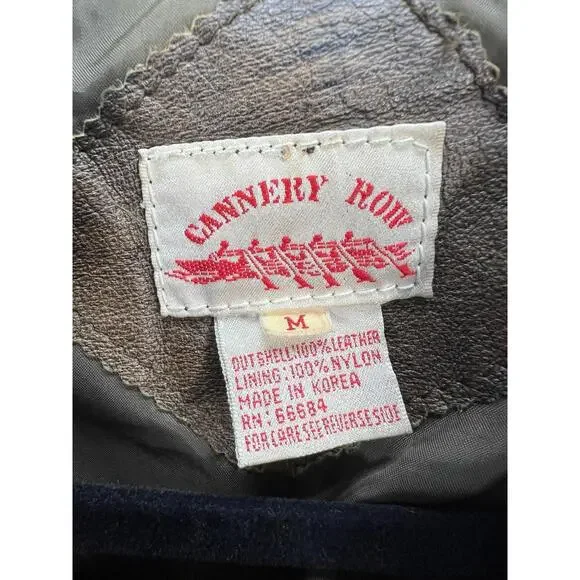 CANNERY ROW
M
OUTSHELL:100% LEATHER
LINING: 100% NYLON
MADE IN KOREA
RN: 66684
FOR CARE SEE REVERSE SIDE